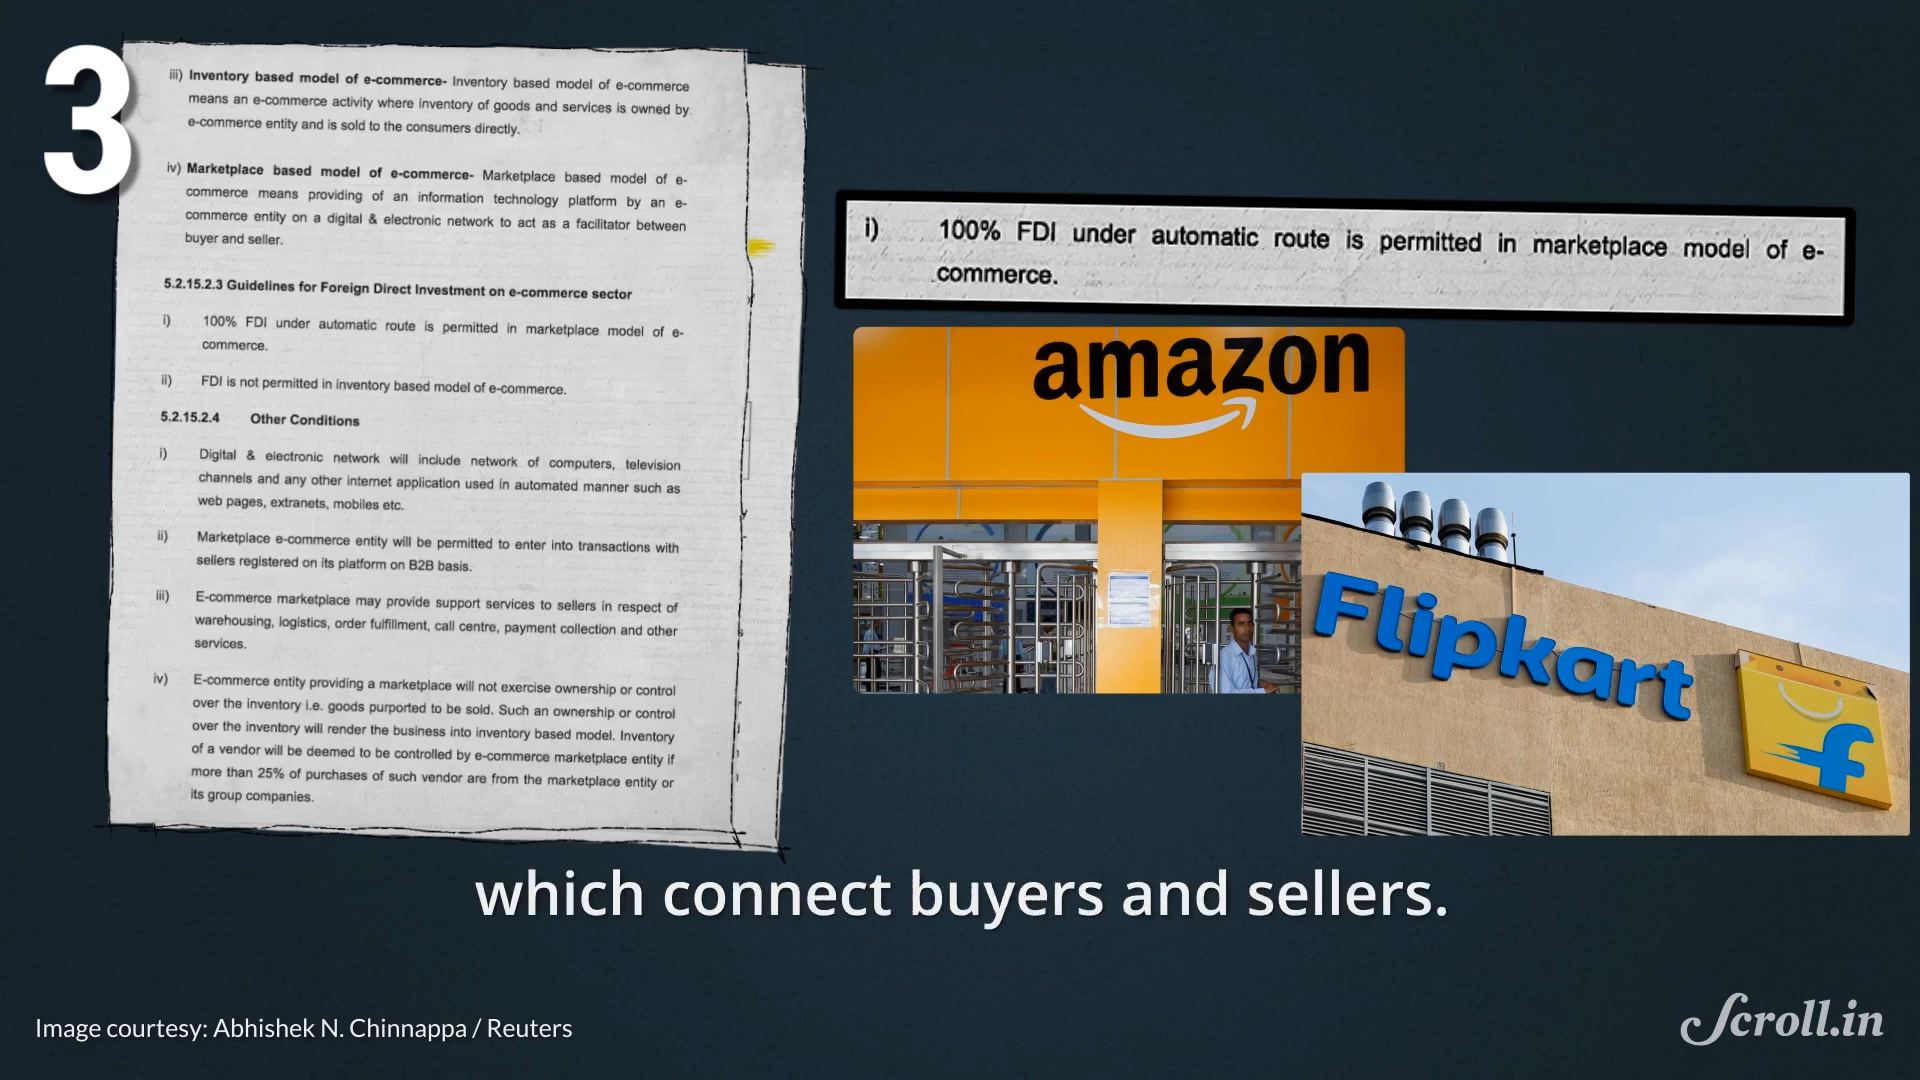 3
iii) Inventory based model of e-commerce- Inventory based model of e-commerce
means an e-commerce activity where inventory of goods and services is owned by
e-commerce entity and is sold to the consumers directly.
iv) Marketplace based model of e-commerce- Marketplace based model of e-
commerce means providing of an information technology platform by an e-
commerce entity on a digital & electronic network to act as a facilitator between
buyer and seller.
5.2.15.2.3 Guidelines for Foreign Direct Investment on e-commerce sector
i) 100% FDI under automatic route is permitted in marketplace model of e-
commerce.
ii) FDI is not permitted in inventory based model of e-commerce.
5.2.15.2.4 Other Conditions
i) Digital & electronic network will include network of computers, television
channels and any other internet application used in automated manner such as
web pages, extranets, mobiles etc.
ii) Marketplace e-commerce entity will be permitted to enter into transactions with
sellers registered on its platform on B2B basis.
iii) E-commerce marketplace may provide support services to sellers in respect of
warehousing, logistics, order fulfillment, call centre, payment collection and other
services.
iv) E-commerce entity providing a marketplace will not exercise ownership or control
over the inventory i.e. goods purported to be sold. Such an ownership or control
over the inventory will render the business into inventory based model. Inventory
of a vendor will be deemed to be controlled by e-commerce marketplace entity if
more than 25% of purchases of such vendor are from the marketplace entity or
its group companies.
i) 100% FDI under automatic route is permitted in marketplace model of e-
commerce.
amazon
Flipkart
f
which connect buyers and sellers.
Image courtesy: Abhishek N. Chinnappa / Reuters
Scroll.in